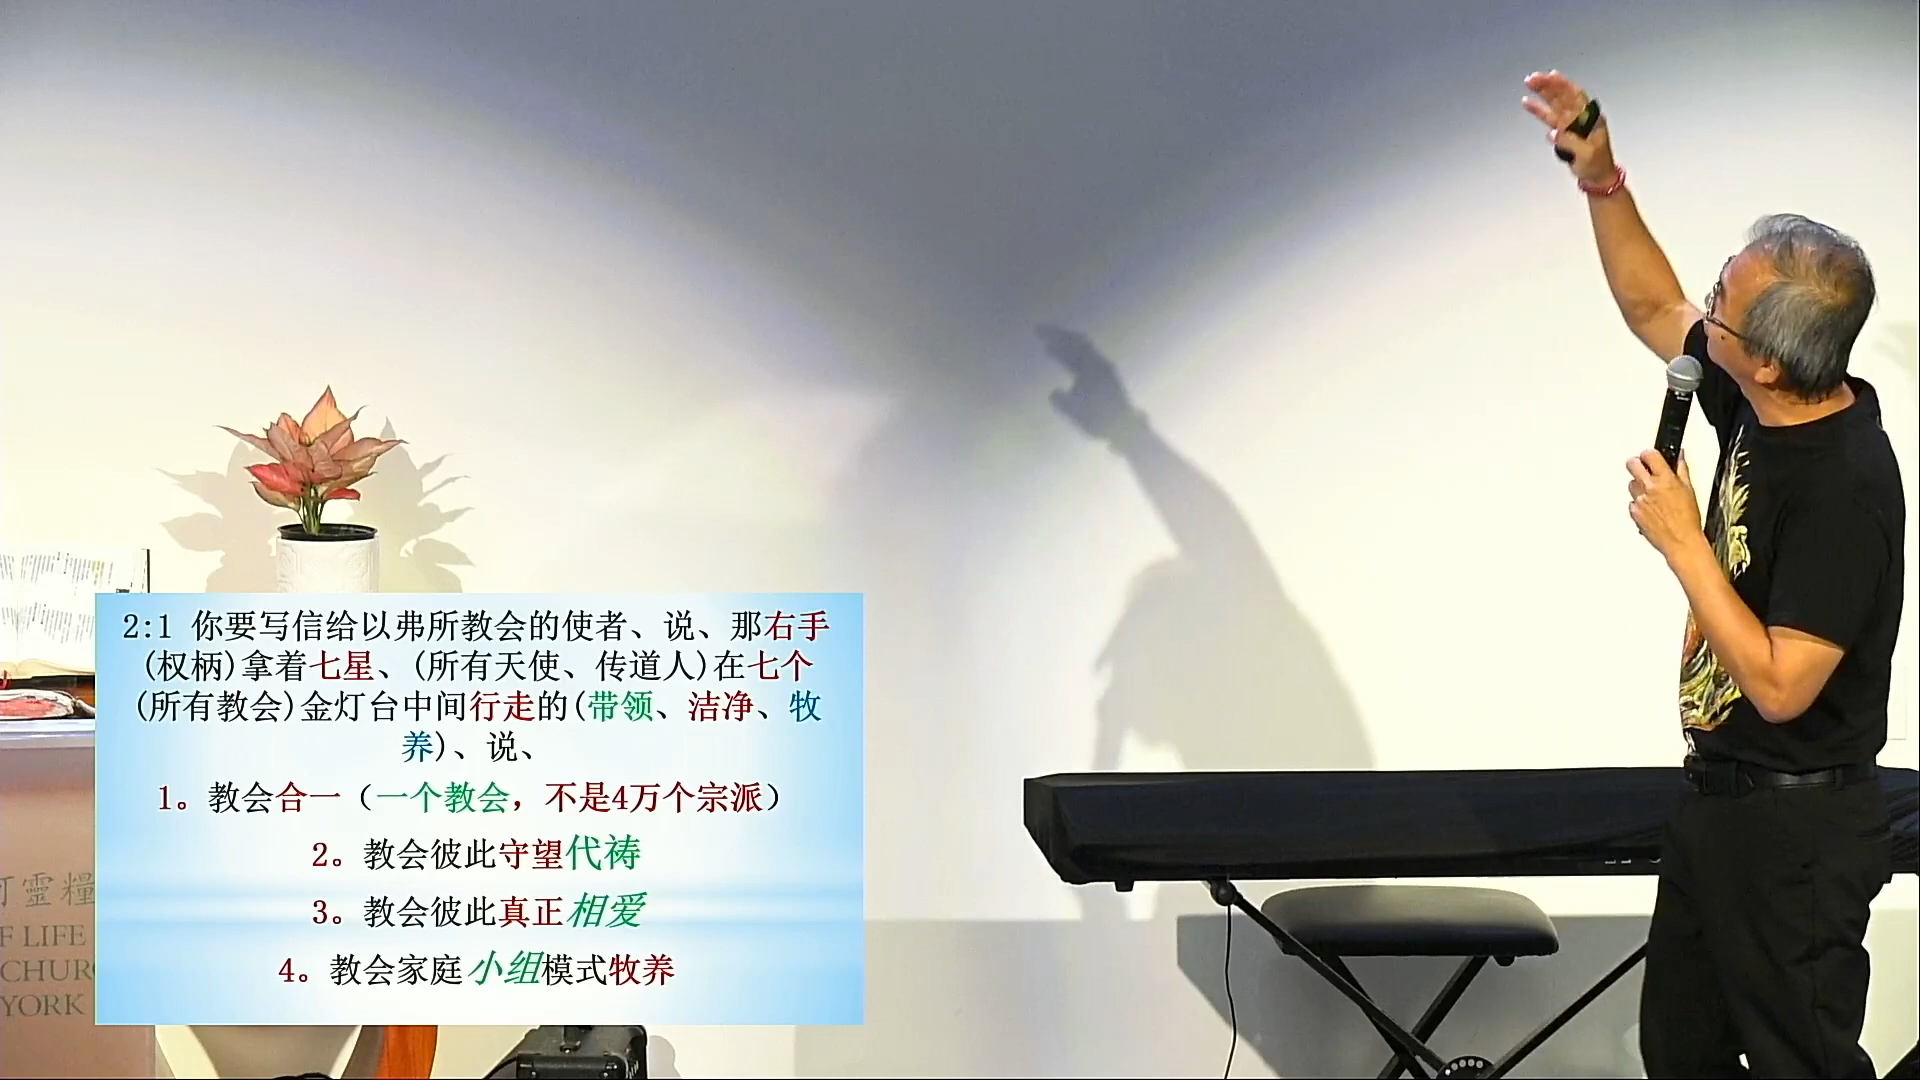 2:1 你要写信给以弗所教会的使者、说、那右手
(权柄)拿着七星、(所有天使、传道人)在七个
(所有教会)金灯台中间行走的(带领、洁净、牧
养)、说、
1。教会合一（一个教会，不是4万个宗派）
2。教会彼此守望代祷
3。教会彼此真正相爱
4。教会家庭小组模式牧养
靈糧
F LIFE
CHUR
YORK